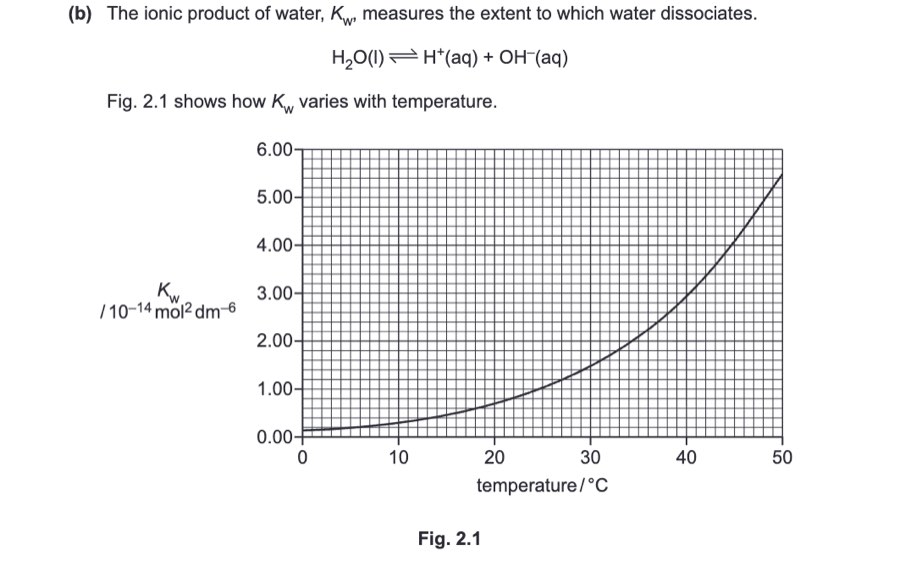 (b) The ionic product of water, Kw, measures the extent to which water dissociates.
H₂O(l) ⇌ H⁺(aq) + OH⁻(aq)
Fig. 2.1 shows how Kw varies with temperature.
6.00
5.00
4.00
3.00
2.00
1.00
0.00
Kw
/ 10⁻¹⁴ mol² dm⁻⁶
0 10 20 30 40 50
temperature / °C
Fig. 2.1